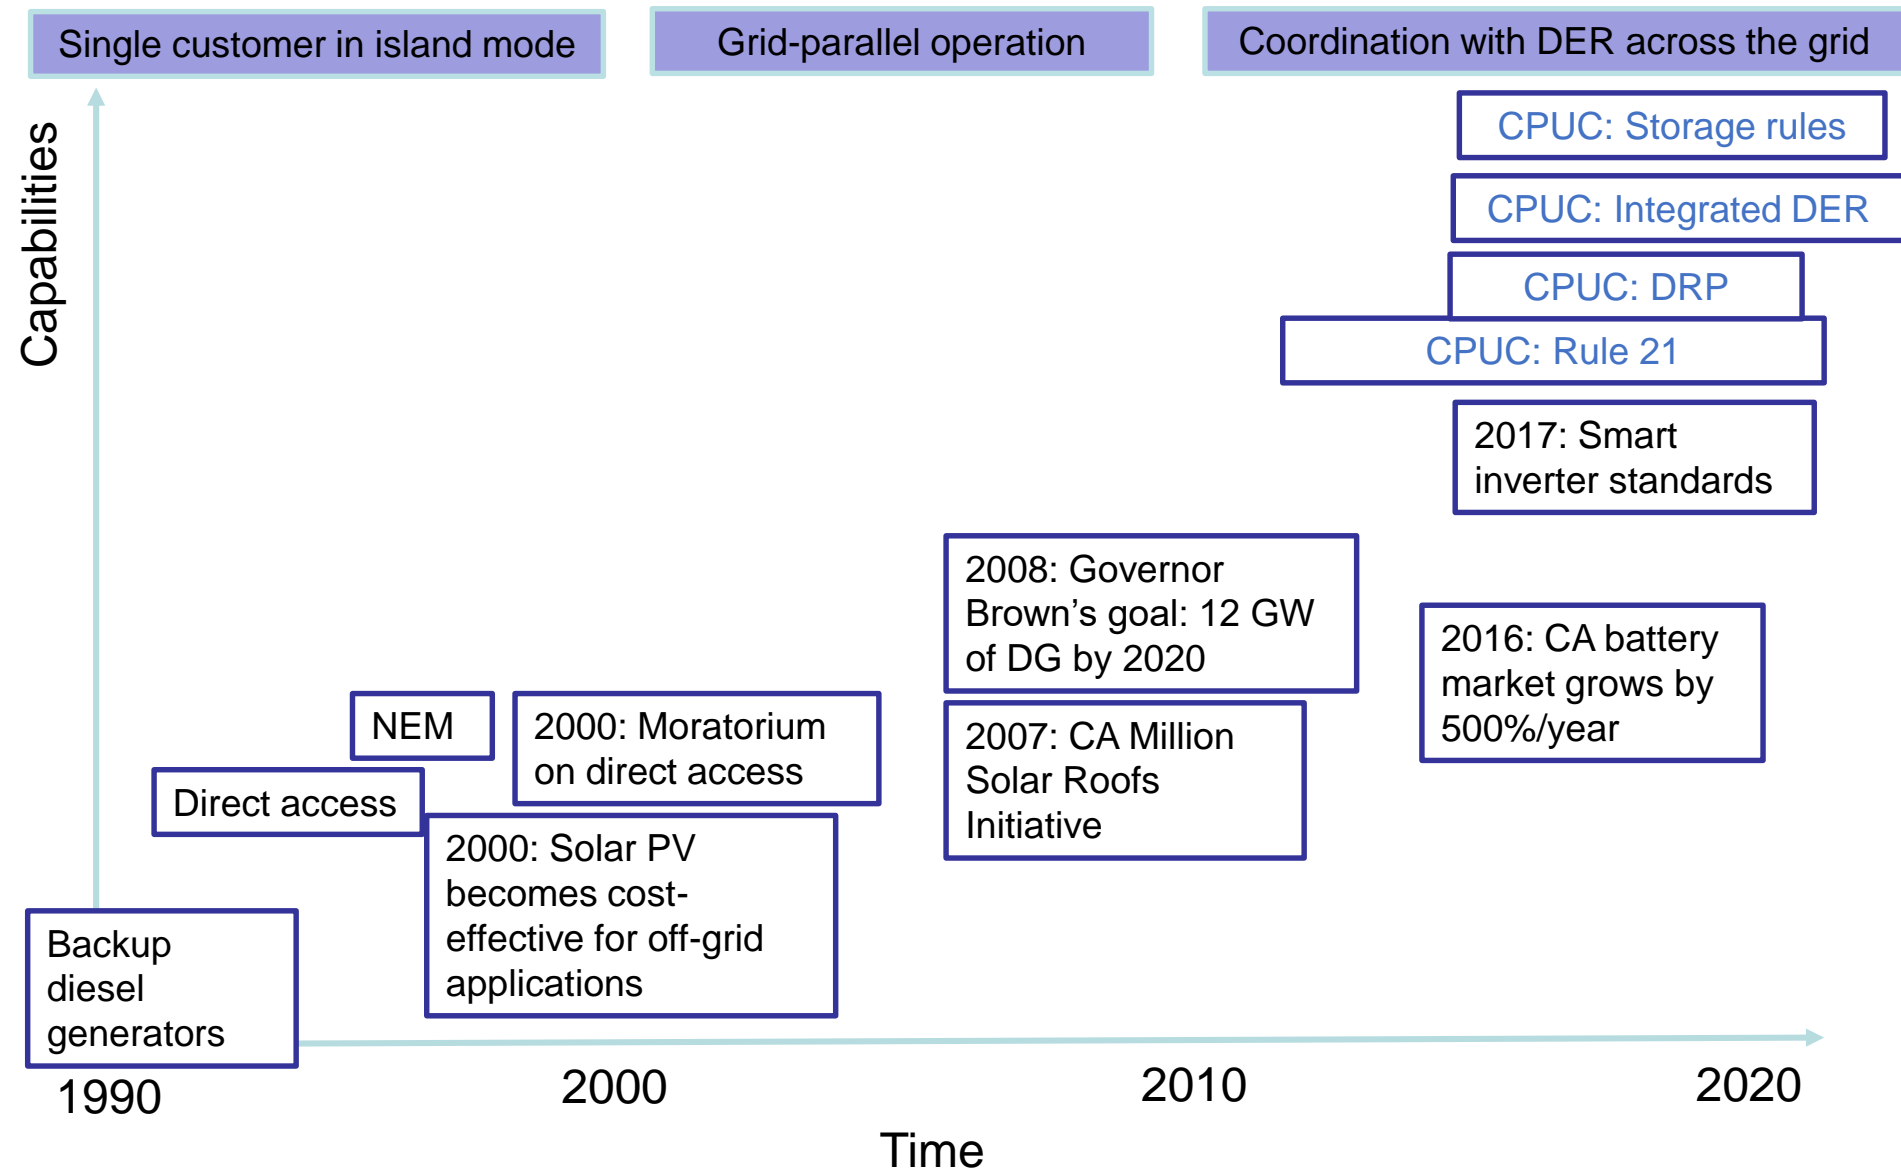 Single customer in island mode
Grid-parallel operation
Coordination with DER across the grid
Capabilities
CPUC: Storage rules
CPUC: Integrated DER
CPUC: DRP
CPUC: Rule 21
2017: Smart
inverter standards
2008: Governor
Brown’s goal: 12 GW
of DG by 2020
2016: CA battery
market grows by
500%/year
NEM
2000: Moratorium
on direct access
2007: CA Million
Solar Roofs
Initiative
Direct access
2000: Solar PV
becomes cost-
effective for off-grid
applications
Backup
diesel
generators
1990
2000
2010
2020
Time